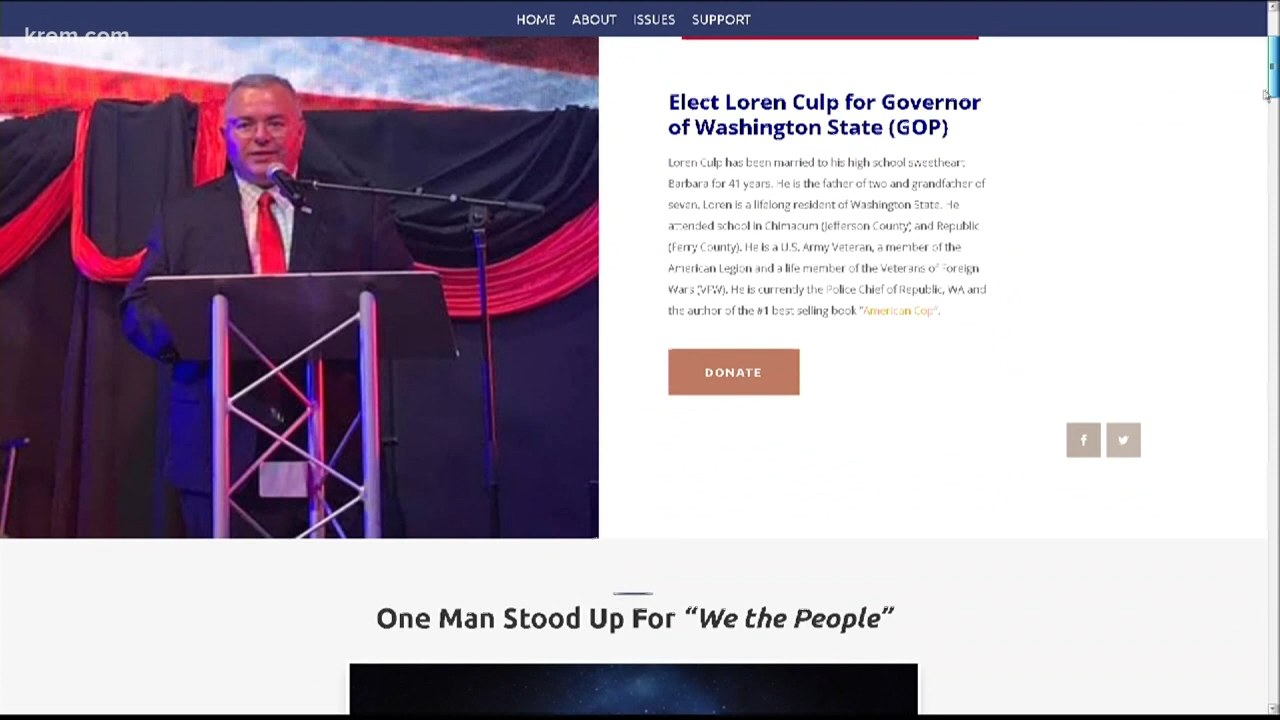 HOME ABOUT ISSUES SUPPORT
krem.com
Elect Loren Culp for Governor
of Washington State (GOP)
Loren Culp has been married to his high school sweetheart
Barbara for 41 years. He is the father of two and grandfather of
seven. Loren is a lifelong resident of Washington State. He
attended school in Chimacum (Jefferson County) and Republic
(Ferry County). He is a U.S. Army Veteran, a member of the
American Legion and a life member of the Veterans of Foreign
Wars (VFW). He is currently the Police Chief of Republic, WA and
the author of the #1 best selling book "American Cop".
DONATE
One Man Stood Up For “We the People”